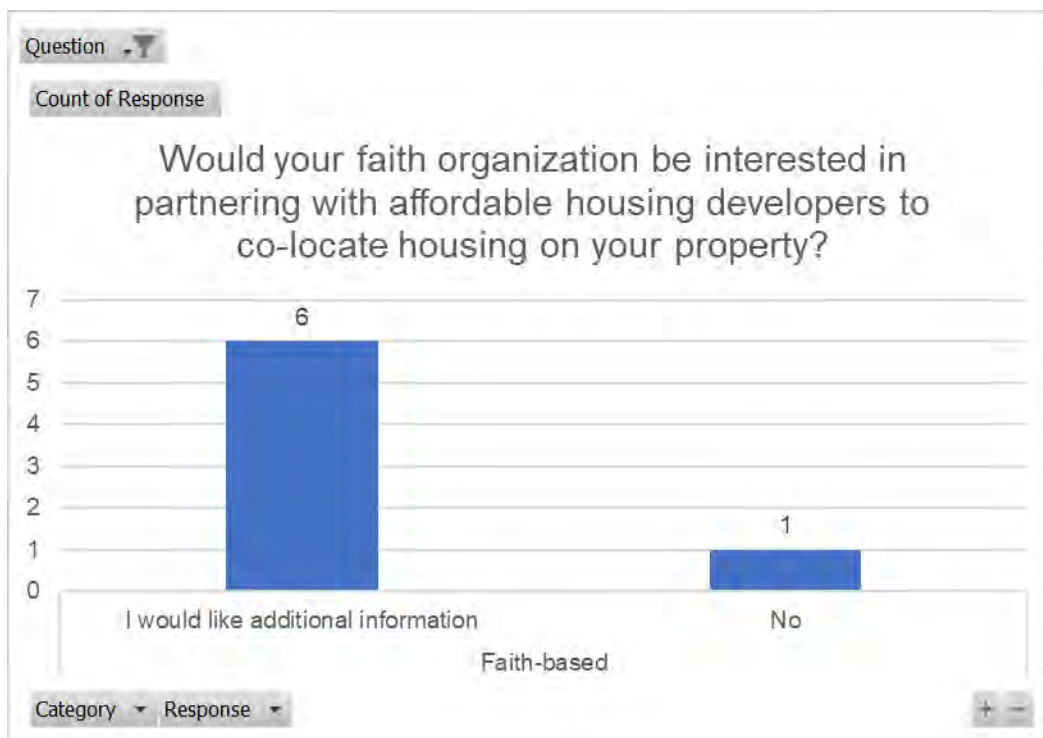 Question
Count of Response
Would your faith organization be interested in
partnering with affordable housing developers to
co-locate housing on your property?
7
6
6
5
4
3
2
1
1
0
I would like additional information
No
Faith-based
Category Response
+ −